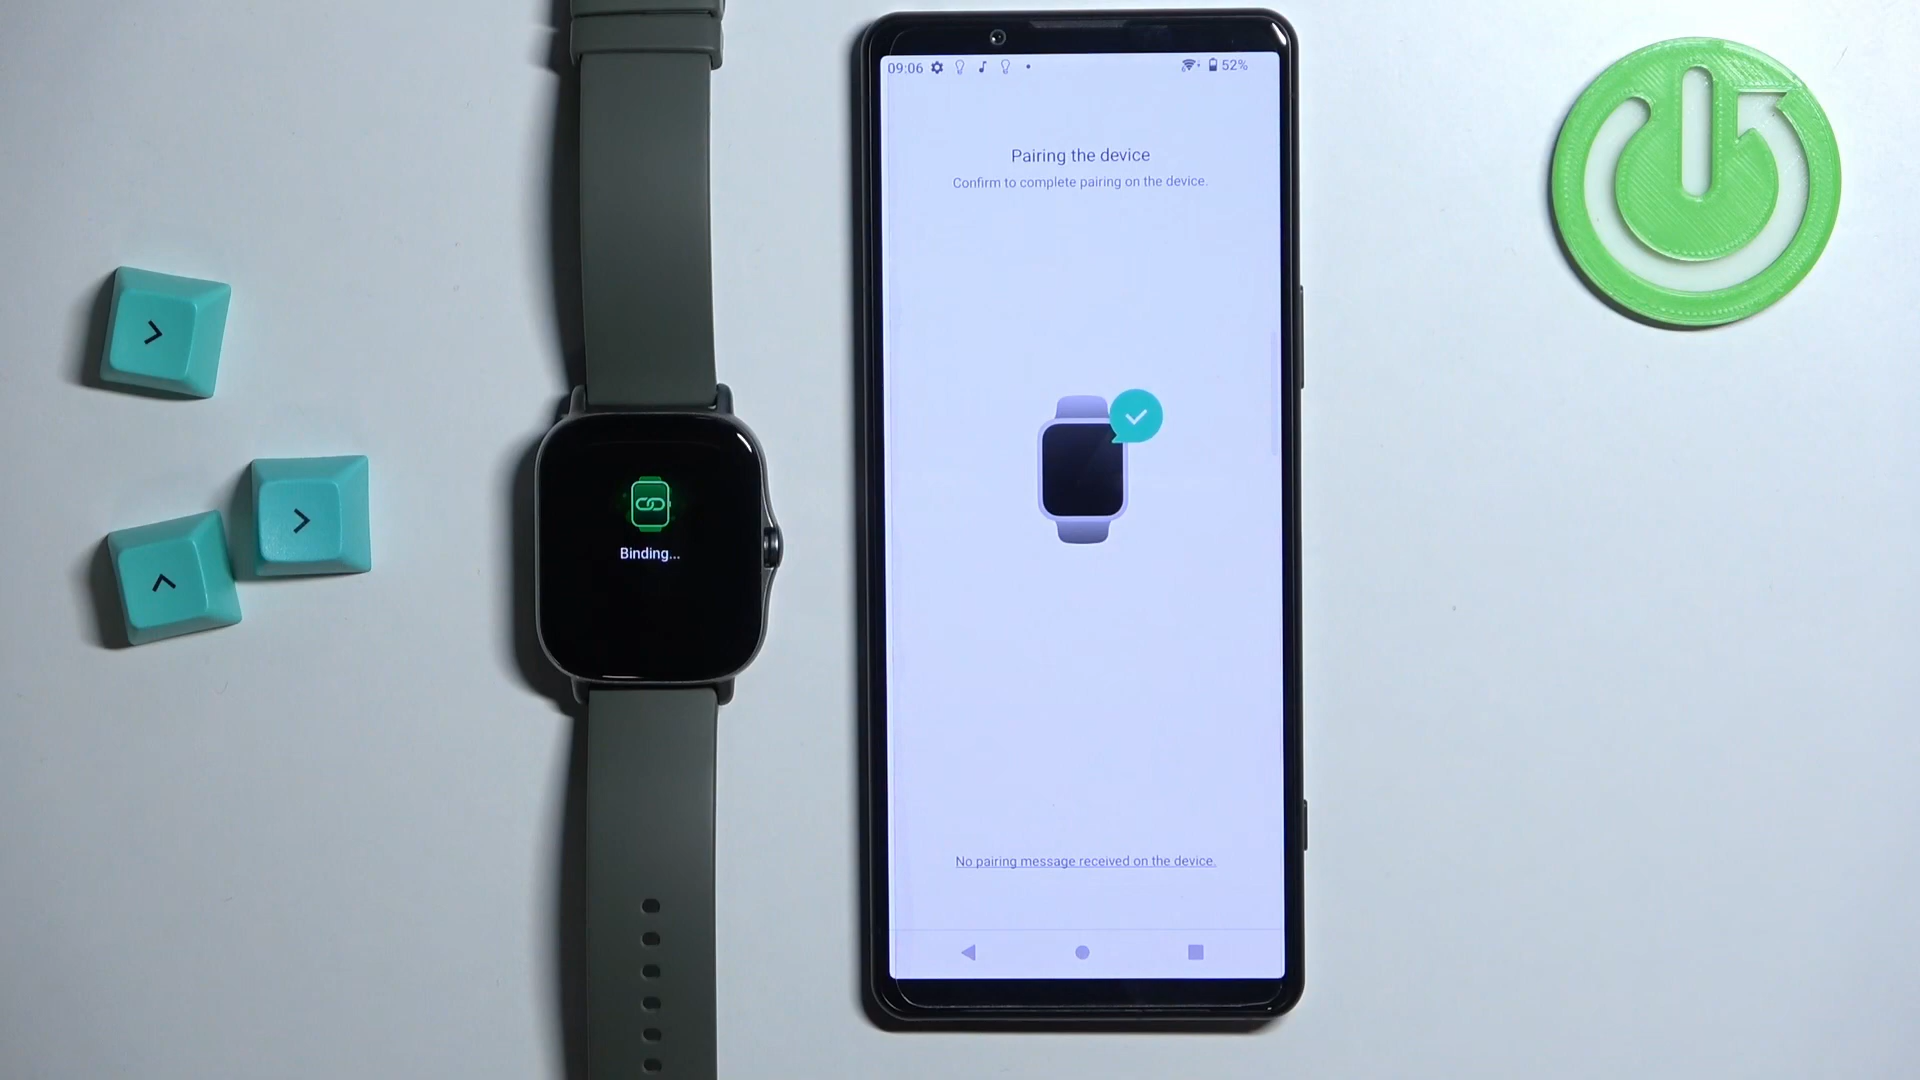 09:06
52%
Pairing the device
Confirm to complete pairing on the device.
Binding...
No pairing message received on the device.